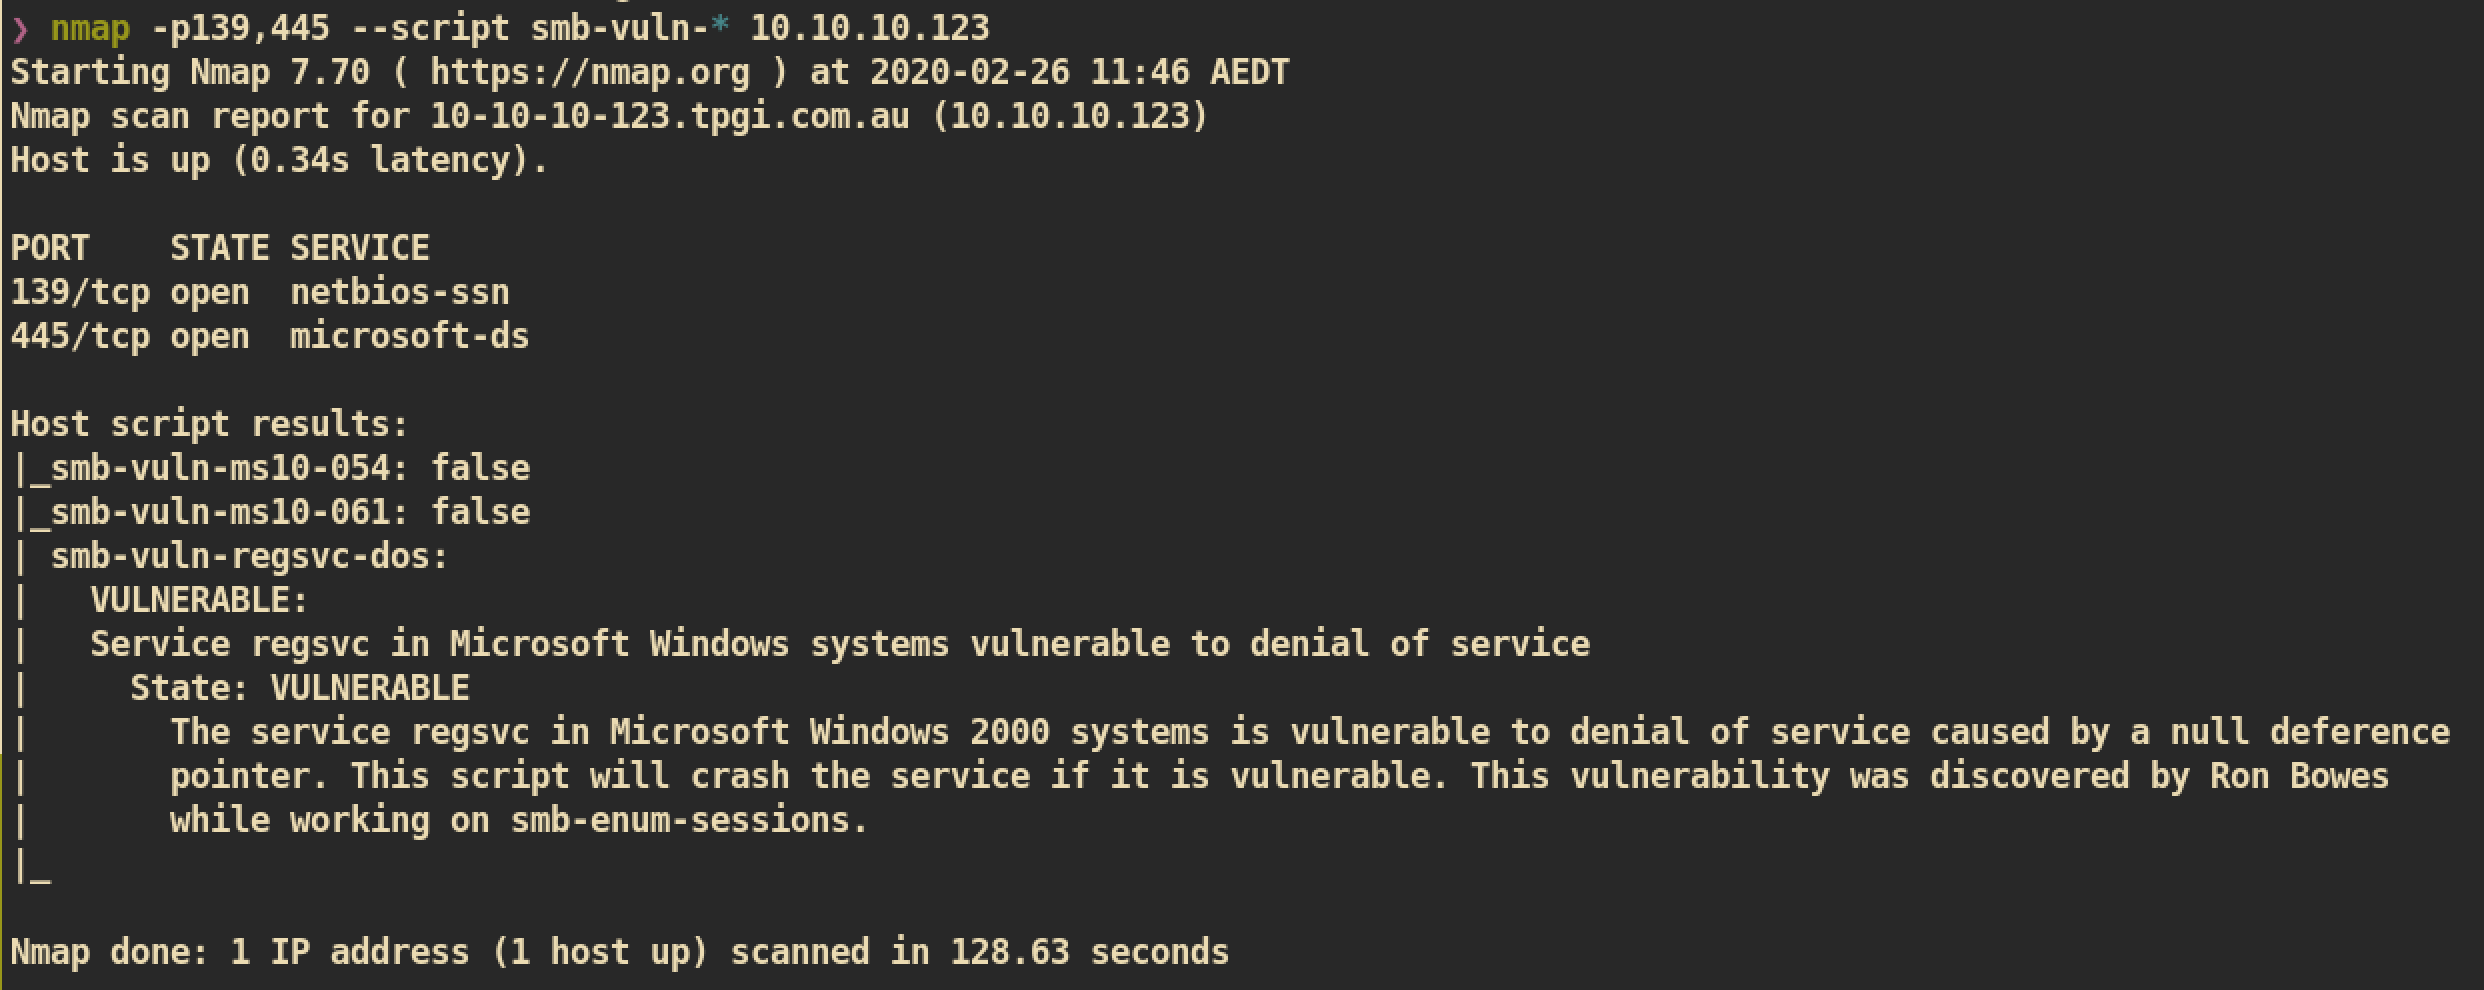 ❯ nmap -p139,445 --script smb-vuln-* 10.10.10.123
Starting Nmap 7.70 ( https://nmap.org ) at 2020-02-26 11:46 AEDT
Nmap scan report for 10-10-10-123.tpgi.com.au (10.10.10.123)
Host is up (0.34s latency).

PORT    STATE SERVICE
139/tcp open  netbios-ssn
445/tcp open  microsoft-ds

Host script results:
|_smb-vuln-ms10-054: false
|_smb-vuln-ms10-061: false
| smb-vuln-regsvc-dos:
|   VULNERABLE:
|   Service regsvc in Microsoft Windows systems vulnerable to denial of service
|     State: VULNERABLE
|       The service regsvc in Microsoft Windows 2000 systems is vulnerable to denial of service caused by a null deference
|       pointer. This script will crash the service if it is vulnerable. This vulnerability was discovered by Ron Bowes
|       while working on smb-enum-sessions.
|_

Nmap done: 1 IP address (1 host up) scanned in 128.63 seconds